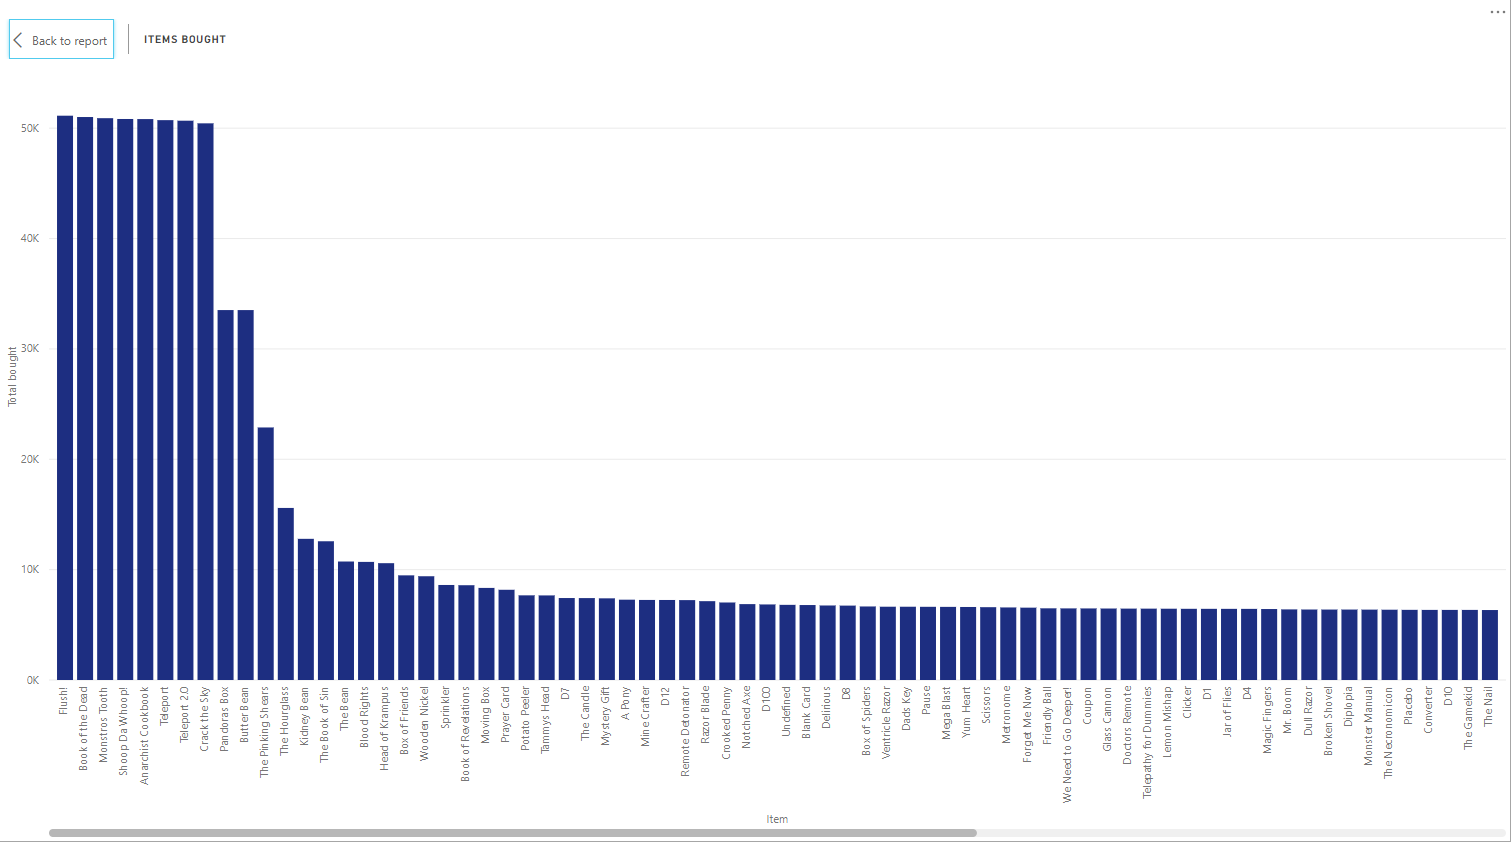 Back to report
ITEMS BOUGHT
50K
40K
30K
20K
10K
0K
Total bought
Flush!
Book of the Dead
Monstros Tooth
Shoop Da Whoop!
Anarchist Cookbook
Teleport
Teleport 2.0
Crack the Sky
Pandoras Box
Butter Bean
The Pinking Shears
The Hourglass
Kidney Bean
The Book of Sin
The Bean
Blood Rights
Head of Krampus
Box of Friends
Wooden Nickel
Sprinkler
Book of Revelations
Moving Box
Prayer Card
Potato Peeler
Tammys Head
D7
The Candle
Mystery Gift
A Pony
Mine Crafter
D12
Remote Detonator
Razor Blade
Crooked Penny
Notched Axe
D100
Undefined
Blank Card
Delirious
D8
Box of Spiders
Ventricle Razor
Dads Key
Pause
Mega Blast
Yum Heart
Scissors
Metronome
Forget Me Now
Friendly Ball
We Need to Go Deeper!
Coupon
Glass Cannon
Doctors Remote
Telepathy for Dummies
Lemon Mishap
Clicker
D1
Jar of Flies
D4
Magic Fingers
Mr. Boom
Dull Razor
Broken Shovel
Diplopia
Monster Manual
The Necronomicon
Placebo
Converter
D10
The Gamekid
The Nail
Item